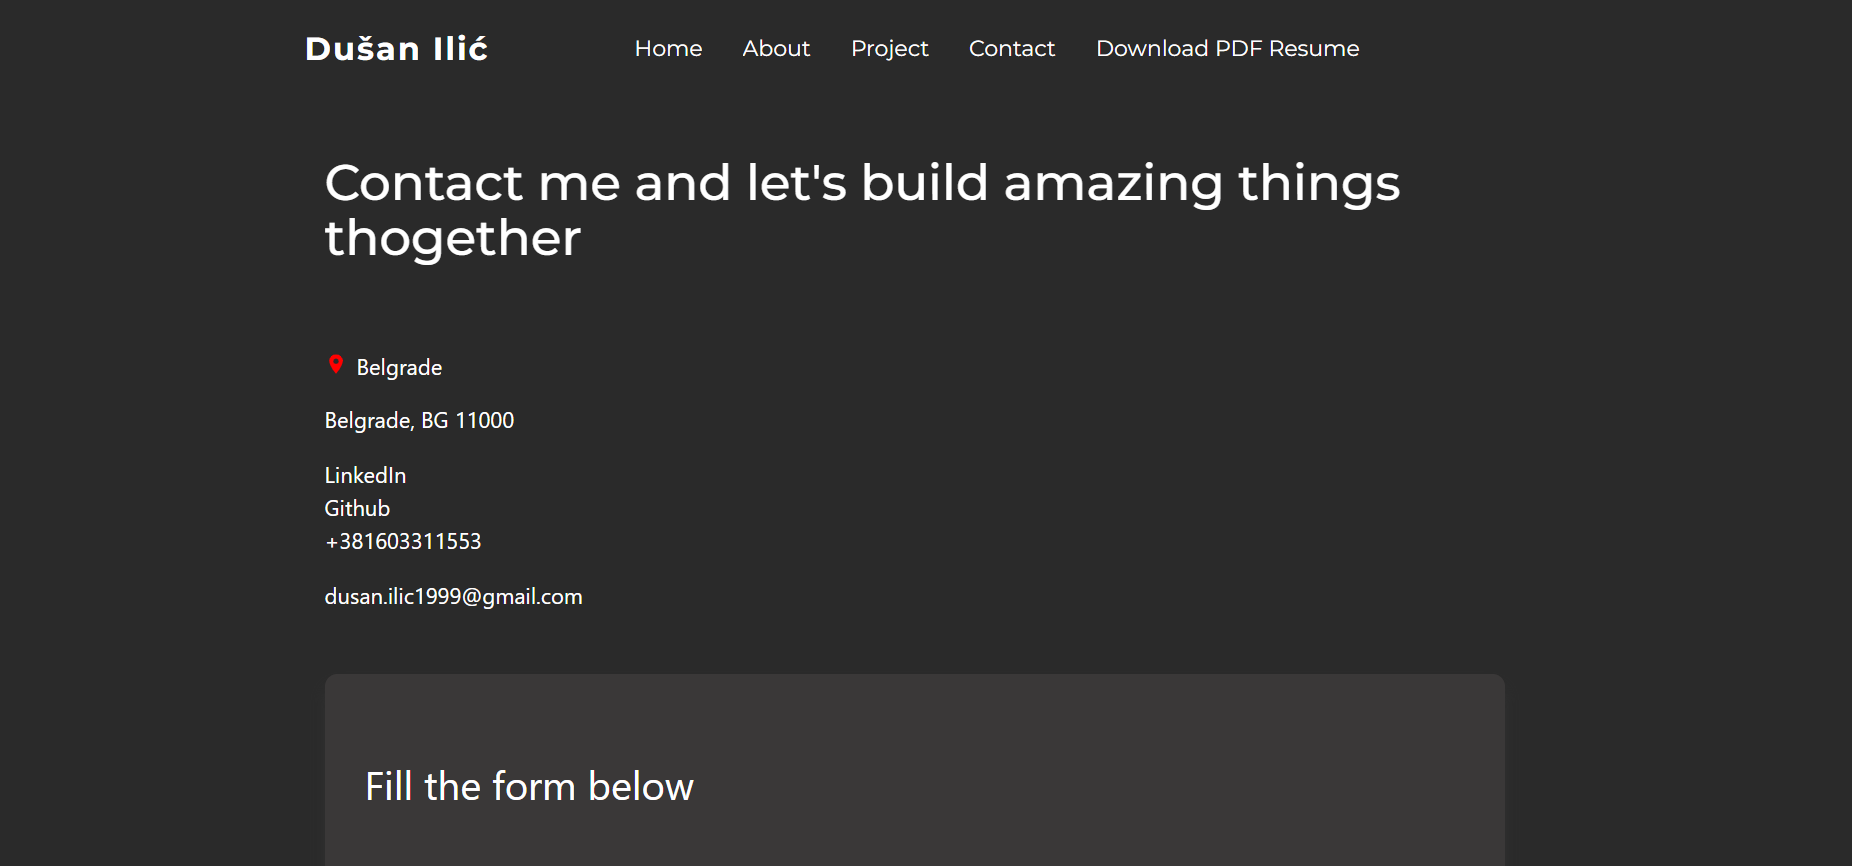 Dušan Ilić
Home About Project Contact Download PDF Resume
Contact me and let's build amazing things
thogether
Belgrade
Belgrade, BG 11000
LinkedIn
Github
+381603311553
dusan.ilic1999@gmail.com
Fill the form below